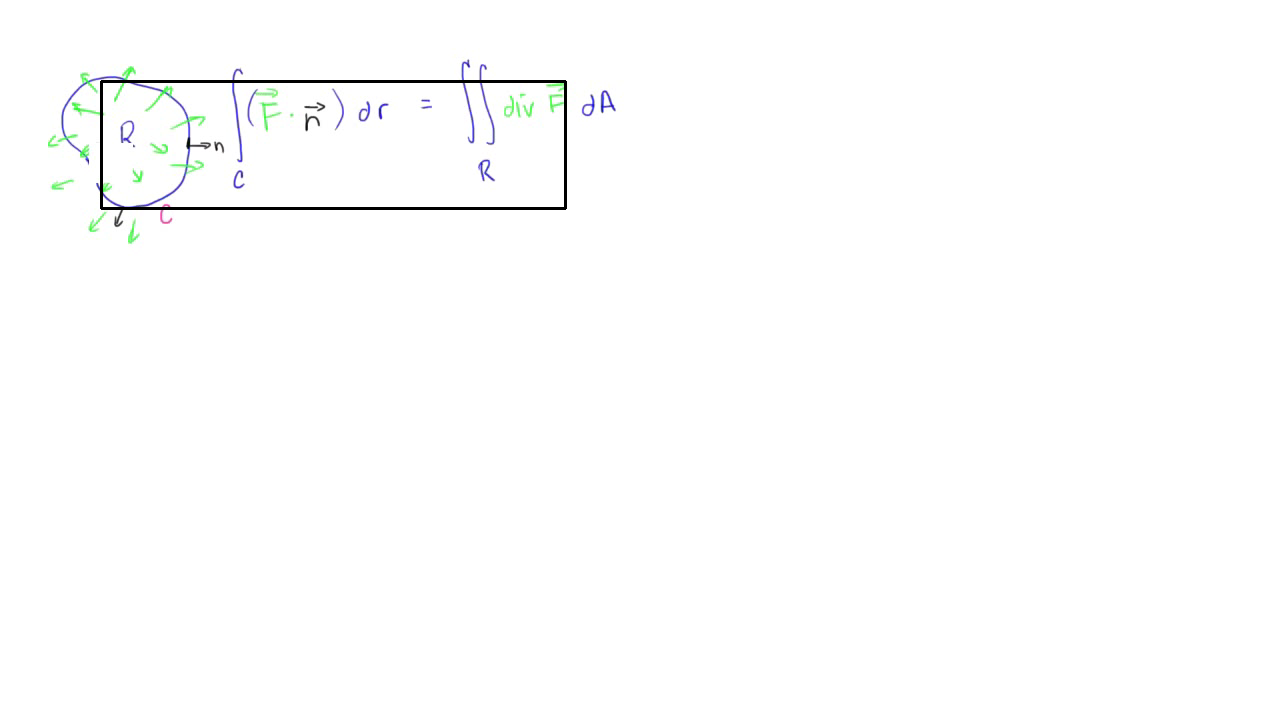 R. n ∫ ( F⃗ · n⃗ ) dr = ∬ div F⃗ dA
C R
C